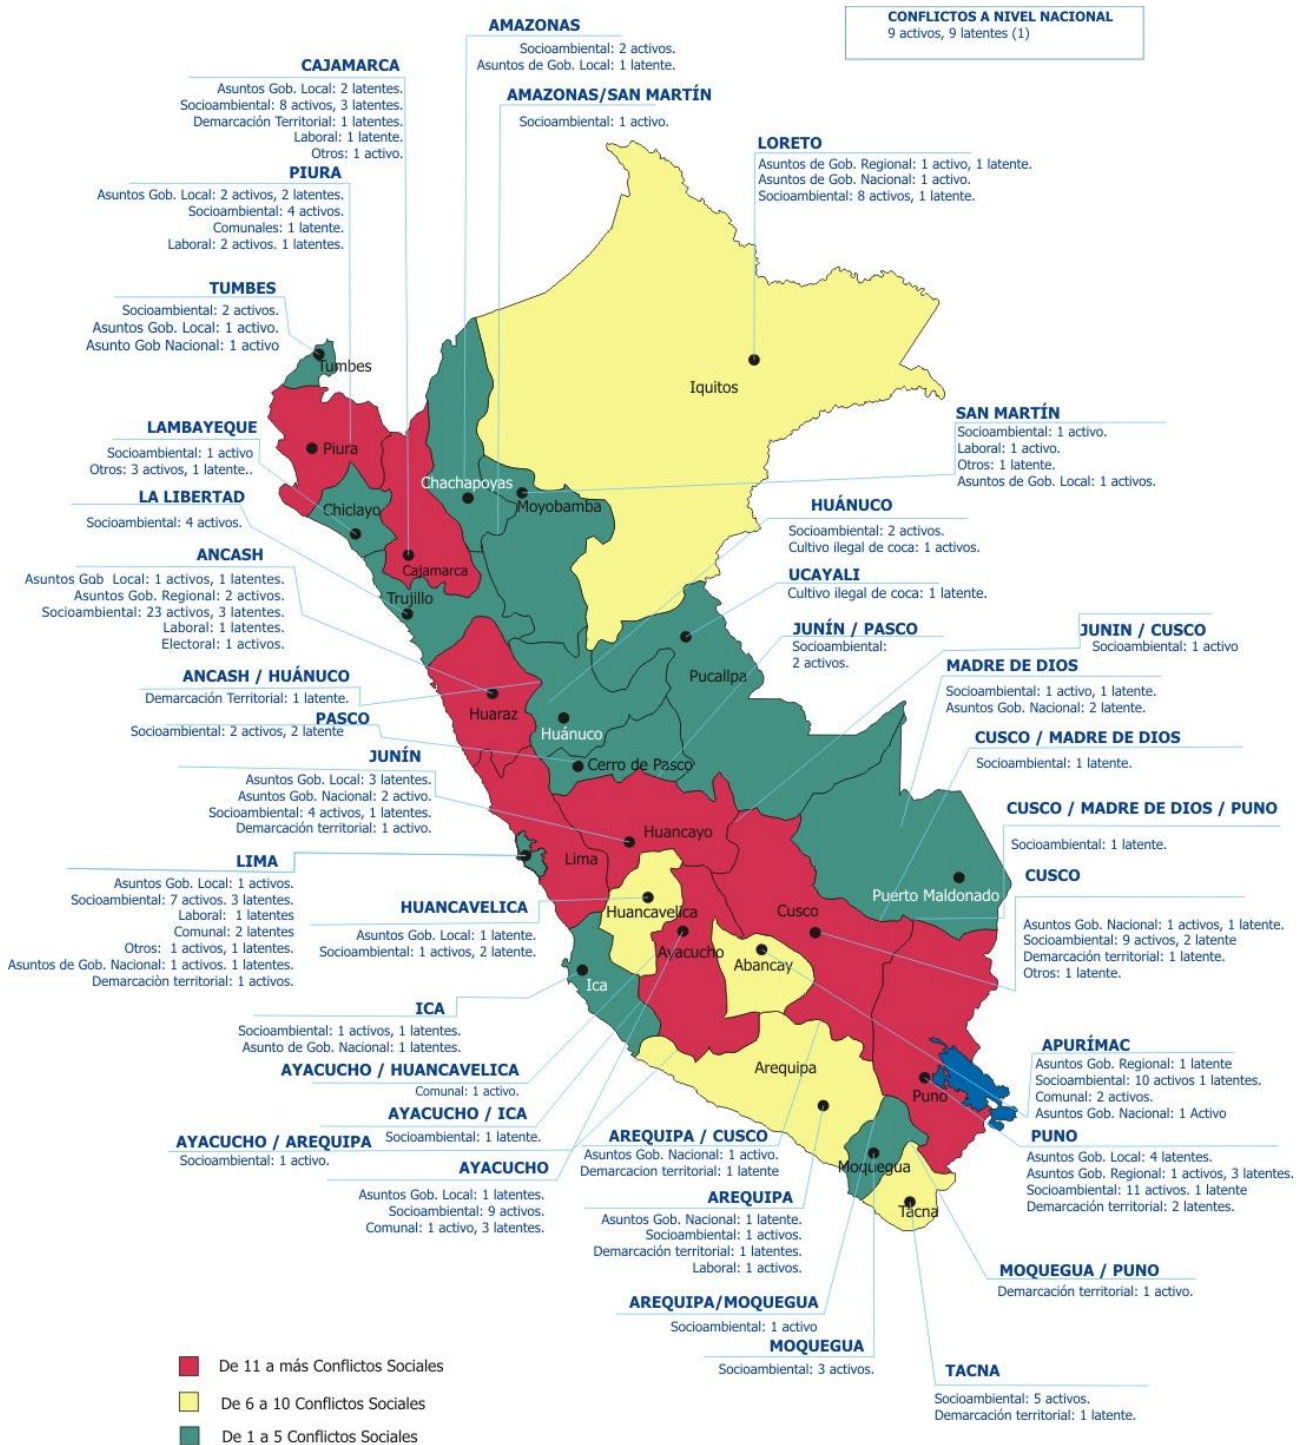 CONFLICTOS A NIVEL NACIONAL
9 activos, 9 latentes (1)
AMAZONAS
Socioambiental: 2 activos.
Asuntos de Gob. Local: 1 latente.
CAJAMARCA
Asuntos Gob. Local: 2 latentes.
Socioambiental: 8 activos, 3 latentes.
Demarcación Territorial: 1 latentes.
Laboral: 1 latente.
Otros: 1 activo.
AMAZONAS/SAN MARTÍN
Socioambiental: 1 activo.
LORETO
Asuntos de Gob. Regional: 1 activo, 1 latente.
Asuntos de Gob. Nacional: 1 activo.
Socioambiental: 8 activos, 1 latente.
PIURA
Asuntos Gob. Local: 2 activos, 2 latentes.
Socioambiental: 4 activos.
Comunales: 1 latente.
Laboral: 2 activos. 1 latentes.
TUMBES
Socioambiental: 2 activos.
Asuntos Gob. Local: 1 activo.
Asunto Gob Nacional: 1 activo
Tumbes
Iquitos
LAMBAYEQUE
Socioambiental: 1 activo
Otros: 3 activos, 1 latente..
Piura
SAN MARTÍN
Socioambiental: 1 activo.
Laboral: 1 activo.
Otros: 1 latente.
Asuntos de Gob. Local: 1 activos.
Chachapoyas
Moyobamba
Chiclayo
LA LIBERTAD
Socioambiental: 4 activos.
HUÁNUCO
Socioambiental: 2 activos.
Cultivo ilegal de coca: 1 activos.
Cajamarca
Trujillo
ANCASH
Asuntos Gob Local: 1 activos, 1 latentes.
Asuntos Gob. Regional: 2 activos.
Socioambiental: 23 activos, 3 latentes.
Laboral: 1 latentes.
Electoral: 1 activos.
UCAYALI
Cultivo ilegal de coca: 1 latente.
JUNÍN / PASCO
Socioambiental:
2 activos.
JUNIN / CUSCO
Socioambiental: 1 activo
Pucallpa
MADRE DE DIOS
Socioambiental: 1 activo, 1 latente.
Asuntos Gob. Nacional: 2 latente.
ANCASH / HUÁNUCO
Demarcación Territorial: 1 latente.
Huaraz
Huánuco
PASCO
Socioambiental: 2 activos, 2 latente
CUSCO / MADRE DE DIOS
Socioambiental: 1 latente.
Cerro de Pasco
JUNÍN
Asuntos Gob. Local: 3 latentes.
Asuntos Gob. Nacional: 2 activo.
Socioambiental: 4 activos, 1 latentes.
Demarcación territorial: 1 activo.
CUSCO / MADRE DE DIOS / PUNO
Socioambiental: 1 latente.
Huancayo
Lima
LIMA
Asuntos Gob. Local: 1 activos.
Socioambiental: 7 activos. 3 latentes.
Laboral: 1 latentes
Comunal: 2 latentes
Otros: 1 activos, 1 latentes.
Asuntos de Gob. Nacional: 1 activos. 1 latentes.
Demarcaciòn territorial: 1 activos.
Puerto Maldonado
CUSCO
Asuntos Gob. Nacional: 1 activos, 1 latente.
Socioambiental: 9 activos, 2 latente
Demarcación territorial: 1 latente.
Otros: 1 latente.
HUANCAVELICA
Asuntos Gob. Local: 1 latente.
Socioambiental: 1 activos, 2 latente.
Huancavelica
Cusco
Ayacucho
Abancay
Ica
ICA
Socioambiental: 1 activos, 1 latentes.
Asunto de Gob. Nacional: 1 latentes.
APURÍMAC
Asuntos Gob. Regional: 1 latente
Socioambiental: 10 activos 1 latentes.
Comunal: 2 activos.
Asuntos Gob. Nacional: 1 Activo
AYACUCHO / HUANCAVELICA
Comunal: 1 activo.
Arequipa
Puno
AYACUCHO / ICA
Socioambiental: 1 latente.
AYACUCHO / AREQUIPA
Socioambiental: 1 activo.
AREQUIPA / CUSCO
Asuntos Gob. Nacional: 1 activo.
Demarcacion territorial: 1 latente
PUNO
Asuntos Gob. Local: 4 latentes.
Asuntos Gob. Regional: 1 activos, 3 latentes.
Socioambiental: 11 activos. 1 latente
Demarcación territorial: 2 latentes.
Moquegua
AYACUCHO
Asuntos Gob. Local: 1 latentes.
Socioambiental: 9 activos.
Comunal: 1 activo, 3 latentes.
AREQUIPA
Asuntos Gob. Nacional: 1 latente.
Socioambiental: 1 activos.
Demarcación territorial: 1 latentes.
Laboral: 1 activos.
Tacna
MOQUEGUA / PUNO
Demarcación territorial: 1 activo.
AREQUIPA/MOQUEGUA
Socioambiental: 1 activo
MOQUEGUA
Socioambiental: 3 activos.
TACNA
Socioambiental: 5 activos.
Demarcación territorial: 1 latente.
De 11 a más Conflictos Sociales
De 6 a 10 Conflictos Sociales
De 1 a 5 Conflictos Sociales